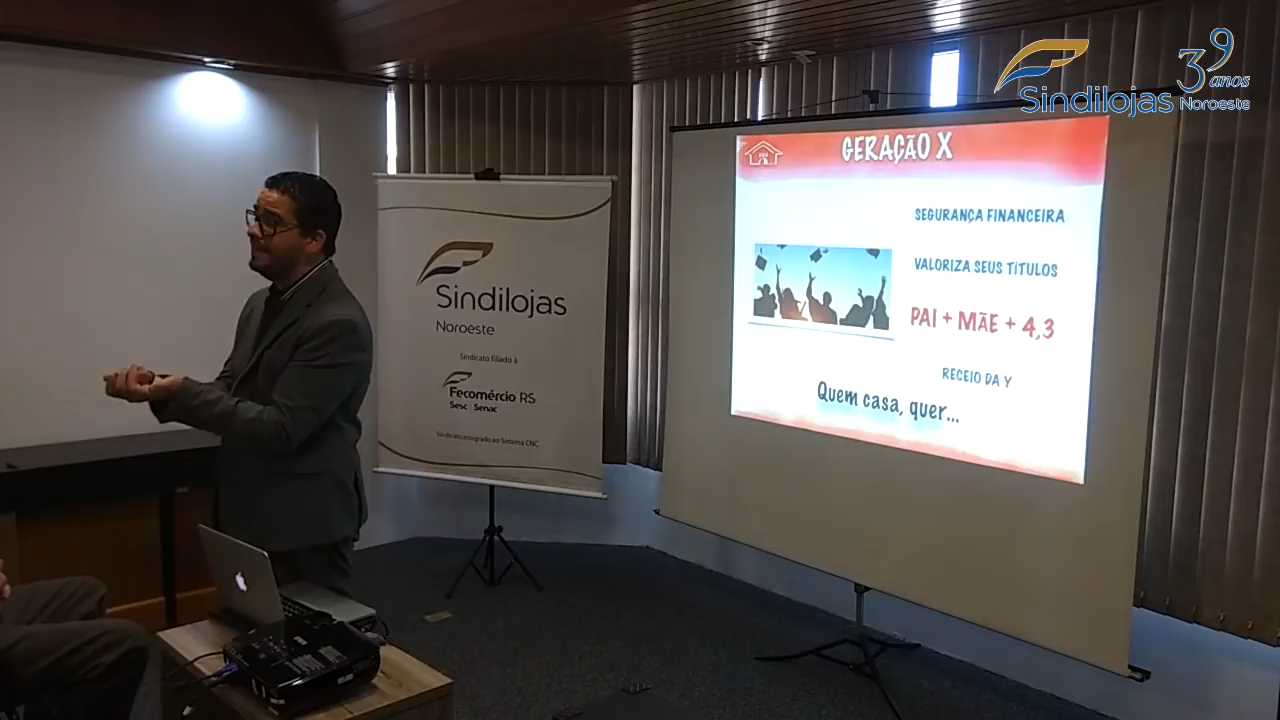 Sindilojas
39 anos
Noroeste
GERAÇÃO X
SEGURANÇA FINANCEIRA
VALORIZA SEUS TÍTULOS
PAI + MÃE + 4,3
RECEIO DA Y
Quem casa, quer...
Sindilojas
Noroeste
Sindicato filiado à
Fecomércio RS
Sesc | Senac
Sindicato integrado ao Sistema CNC.